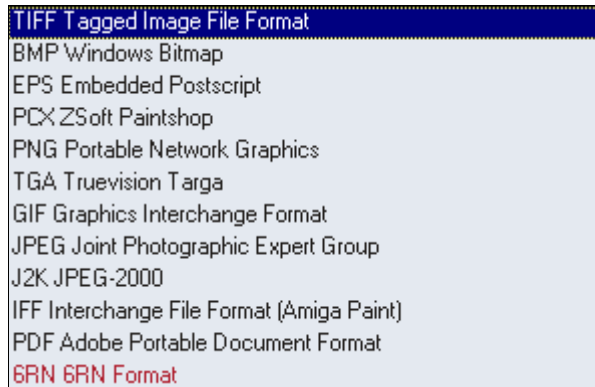 TIFF Tagged Image File Format
BMP Windows Bitmap
EPS Embedded Postscript
PCX ZSoft Paintshop
PNG Portable Network Graphics
TGA Truevision Targa
GIF Graphics Interchange Format
JPEG Joint Photographic Expert Group
J2K JPEG-2000
IFF Interchange File Format (Amiga Paint)
PDF Adobe Portable Document Format
6RN 6RN Format